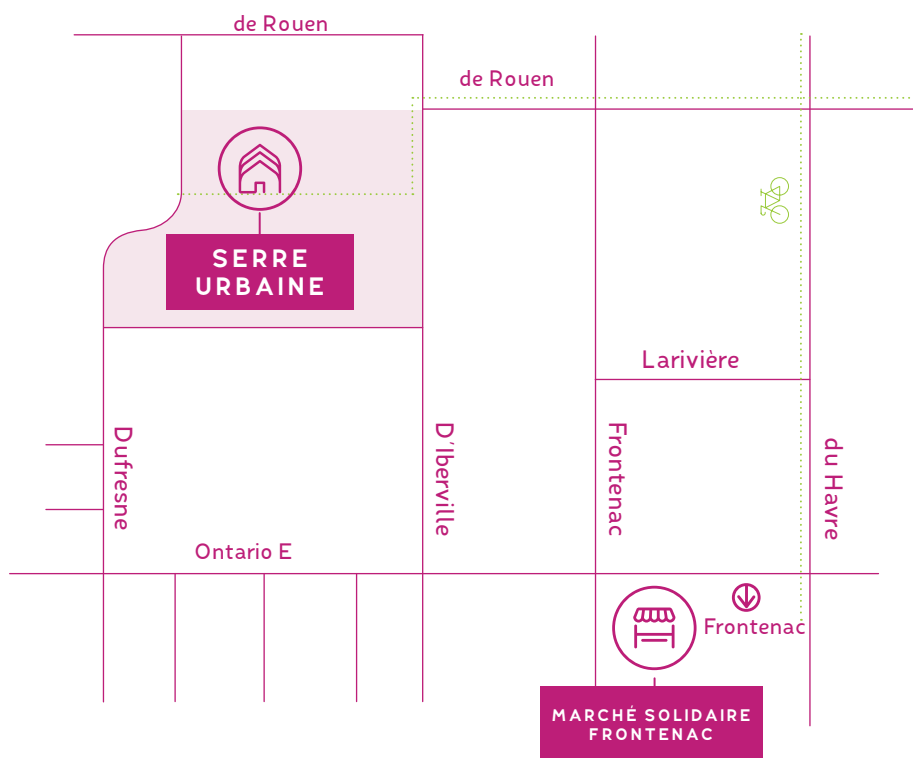 de Rouen
de Rouen
SERRE
URBAINE
Larivière
Dufresne
D'Iberville
Frontenac
du Havre
Ontario E
Frontenac
MARCHÉ SOLIDAIRE
FRONTENAC